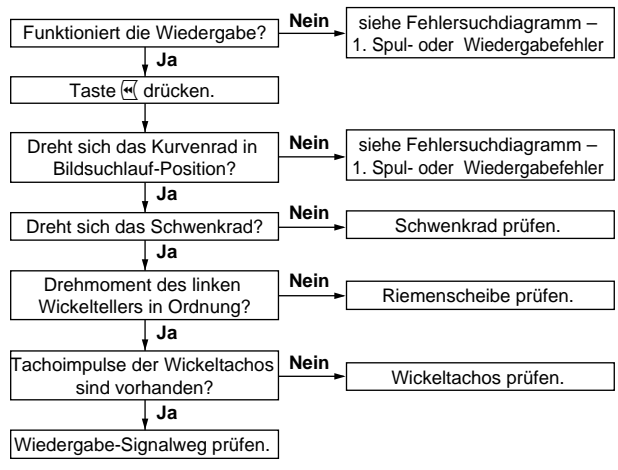 Funktioniert die Wiedergabe?
Nein
siehe Fehlersuchdiagramm –
1. Spul- oder Wiedergabefehler
Ja
Taste drücken.
Dreht sich das Kurvenrad in
Bildsuchlauf-Position?
Nein
siehe Fehlersuchdiagramm –
1. Spul- oder Wiedergabefehler
Ja
Dreht sich das Schwenkrad?
Nein
Schwenkrad prüfen.
Ja
Drehmoment des linken
Wickeltellers in Ordnung?
Nein
Riemenscheibe prüfen.
Ja
Tachoimpulse der Wickeltachos
sind vorhanden?
Nein
Wickeltachos prüfen.
Ja
Wiedergabe-Signalweg prüfen.